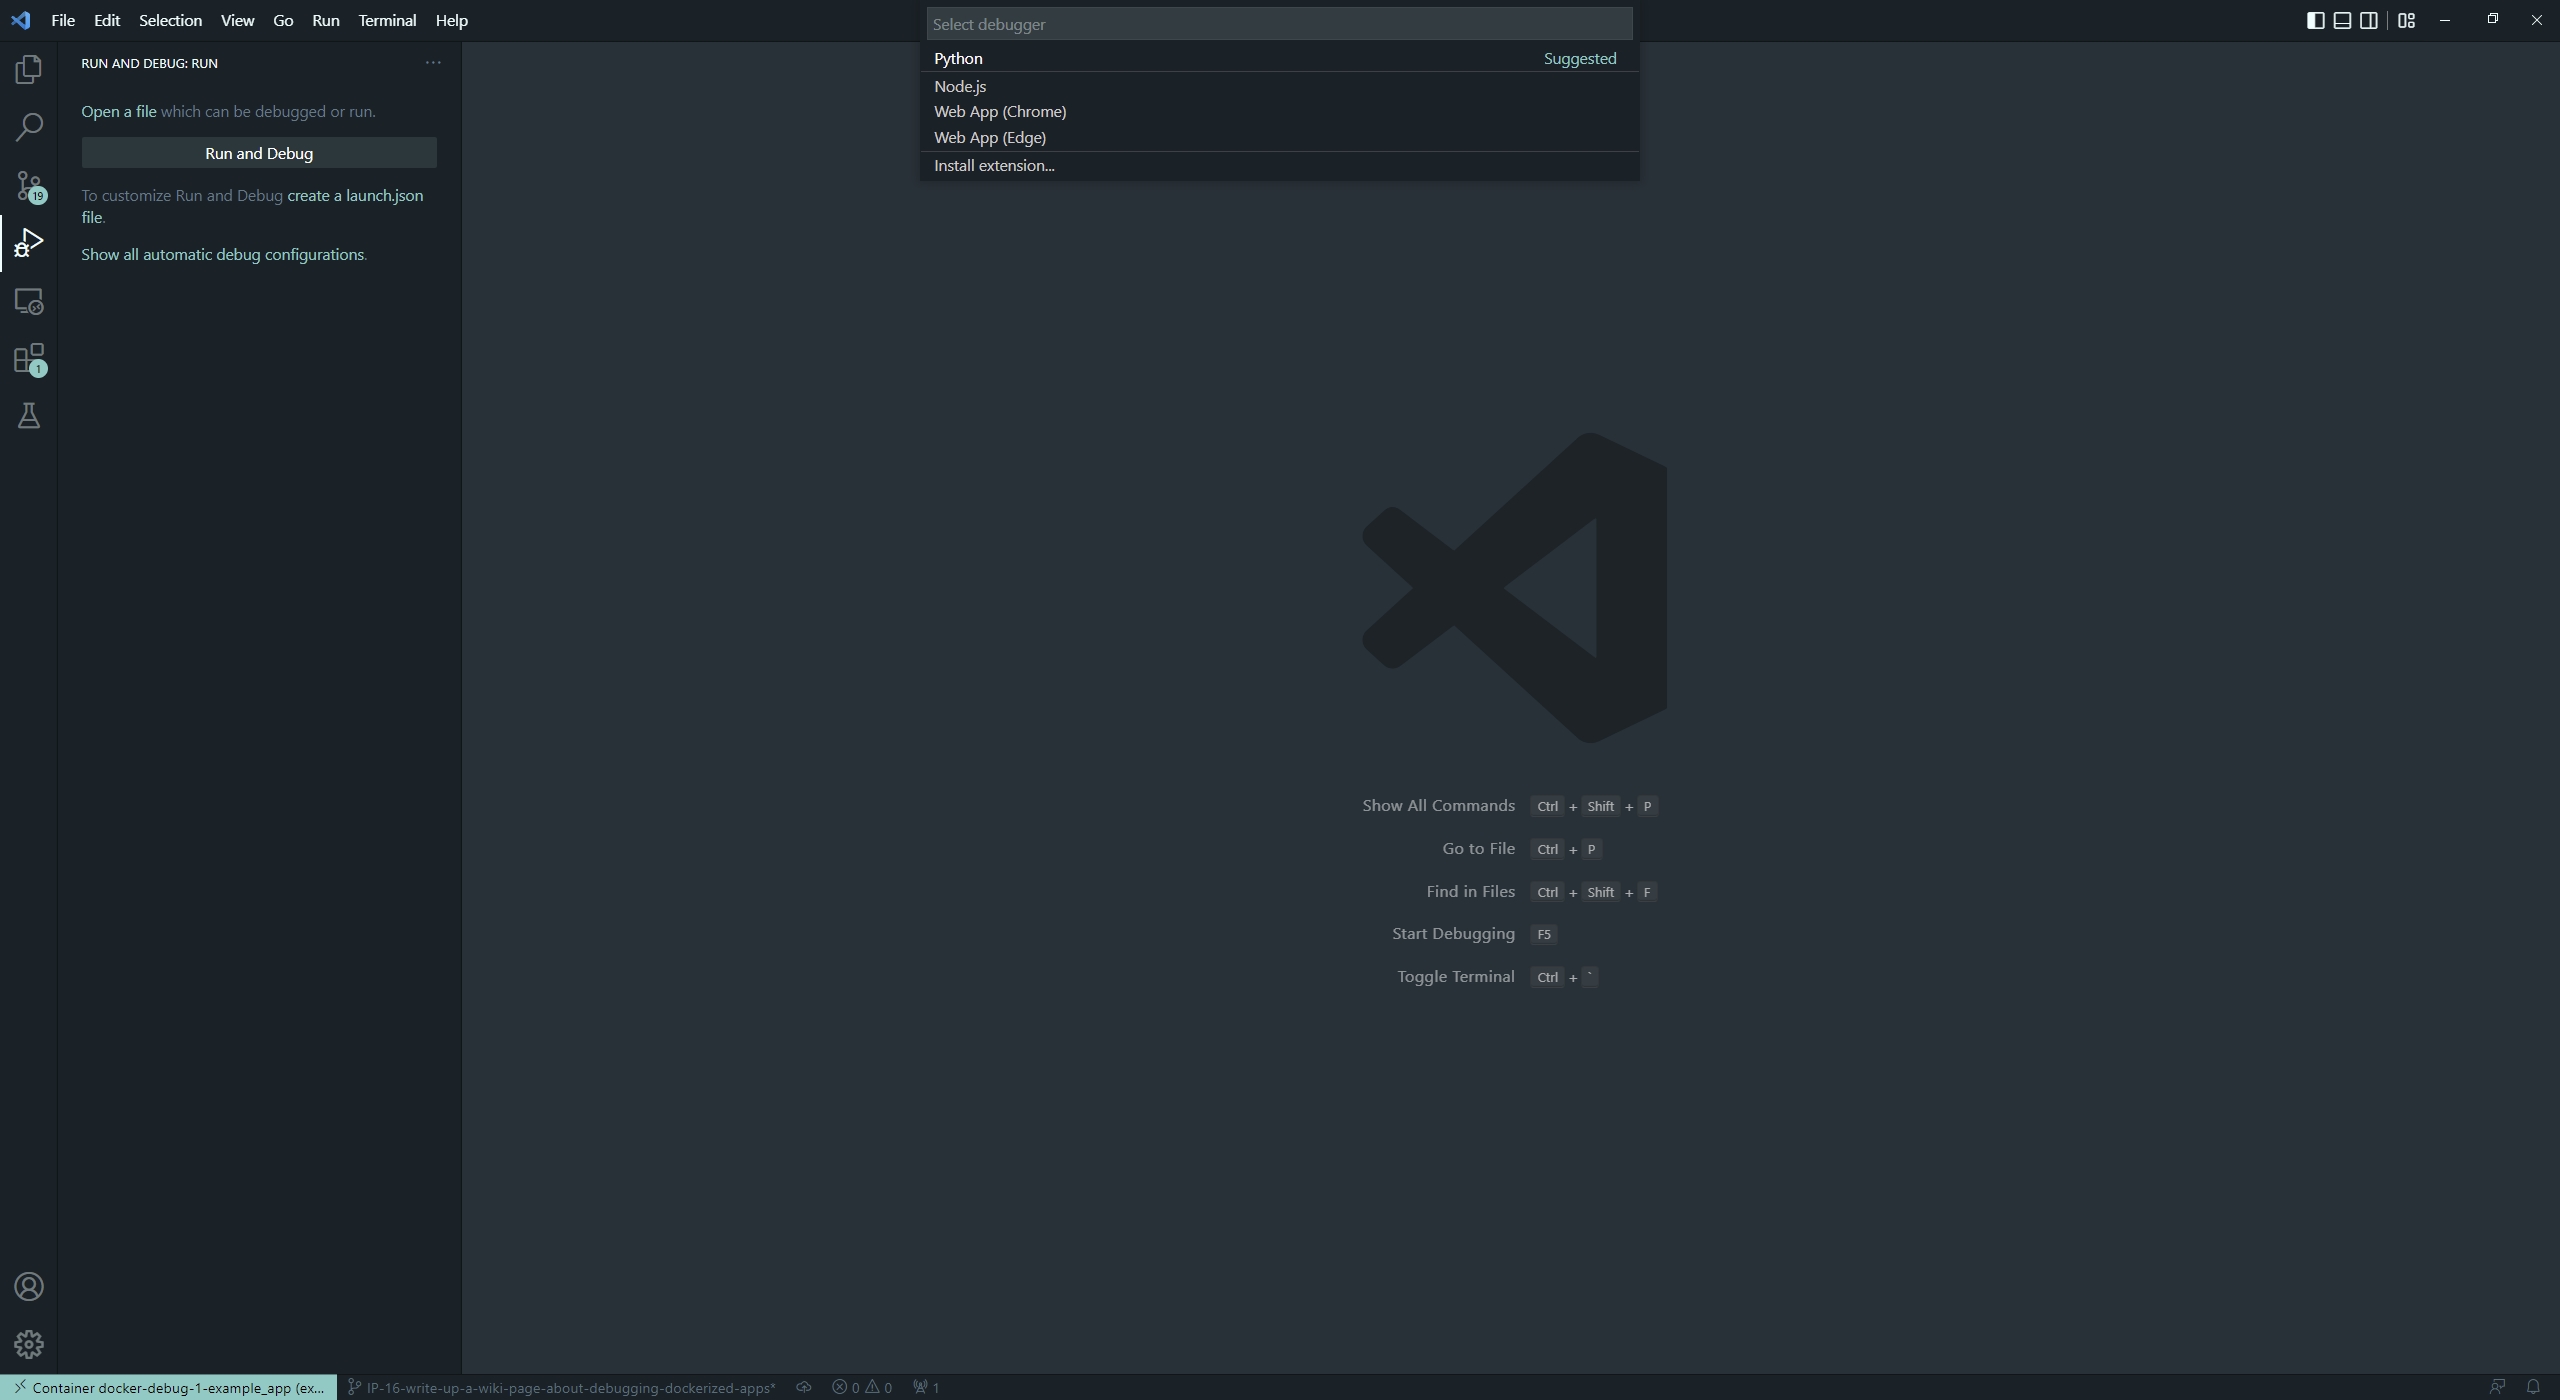 File Edit Selection View Go Run Terminal Help
Select debugger
Python Suggested
Node.js
Web App (Chrome)
Web App (Edge)
Install extension...
RUN AND DEBUG: RUN
Open a file which can be debugged or run.
Run and Debug
To customize Run and Debug create a launch.json
file.
Show all automatic debug configurations.
19
1
Show All Commands Ctrl + Shift + P
Go to File Ctrl + P
Find in Files Ctrl + Shift + F
Start Debugging F5
Toggle Terminal Ctrl + `
Container docker-debug-1-example_app (ex... IP-16-write-up-a-wiki-page-about-debugging-dockerized-apps* 0 0 1